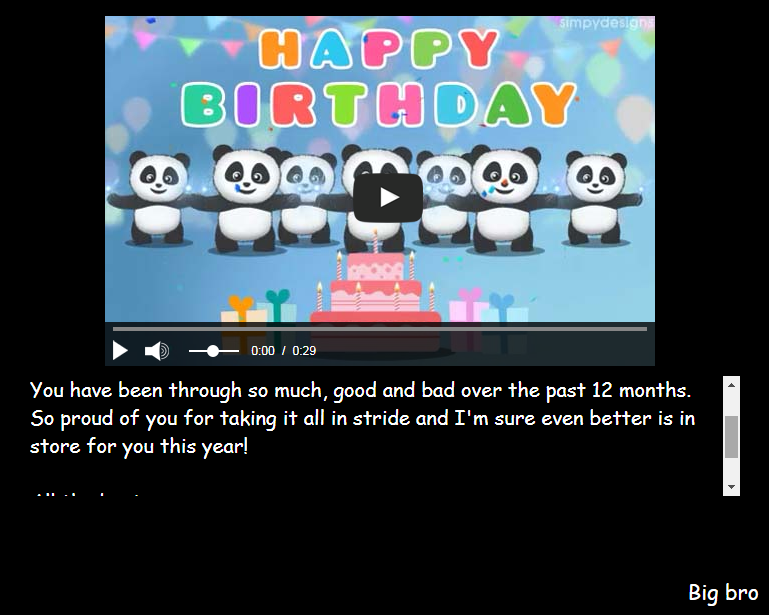 simpydesigns
HAPPY
BIRTHDAY
0:00 / 0:29
You have been through so much, good and bad over the past 12 months.
So proud of you for taking it all in stride and I'm sure even better is in
store for you this year!
Big bro